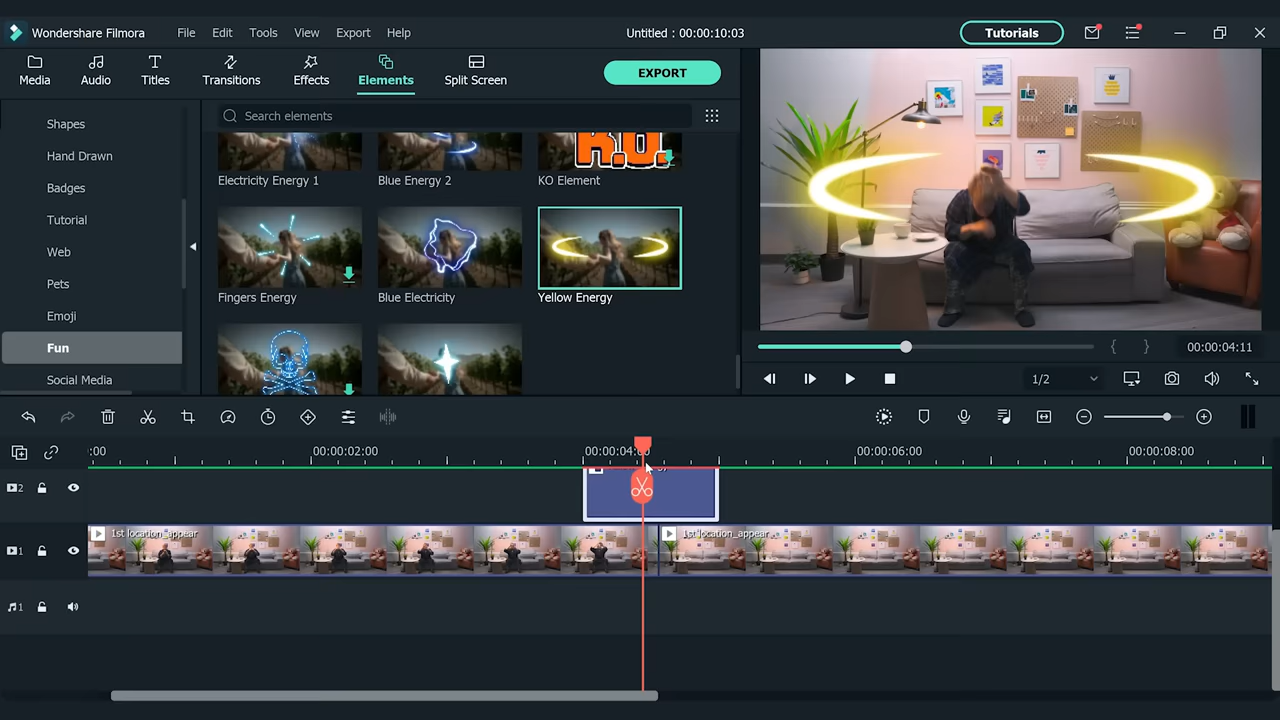 Wondershare Filmora File Edit Tools View Export Help Untitled : 00:00:10:03 Tutorials
Media Audio Titles Transitions Effects Elements Split Screen EXPORT
Search elements
Shapes
Hand Drawn
Badges
Tutorial
Web
Pets
Emoji
Fun
Social Media
K.O.
Electricity Energy 1 Blue Energy 2 KO Element
Fingers Energy Blue Electricity Yellow Energy
00:00:04:11
1/2
:00 00:00:02:00 00:00:04:0 00:00:06:00 00:00:08:00
2
1 1st location_appear 1st location_appear
1